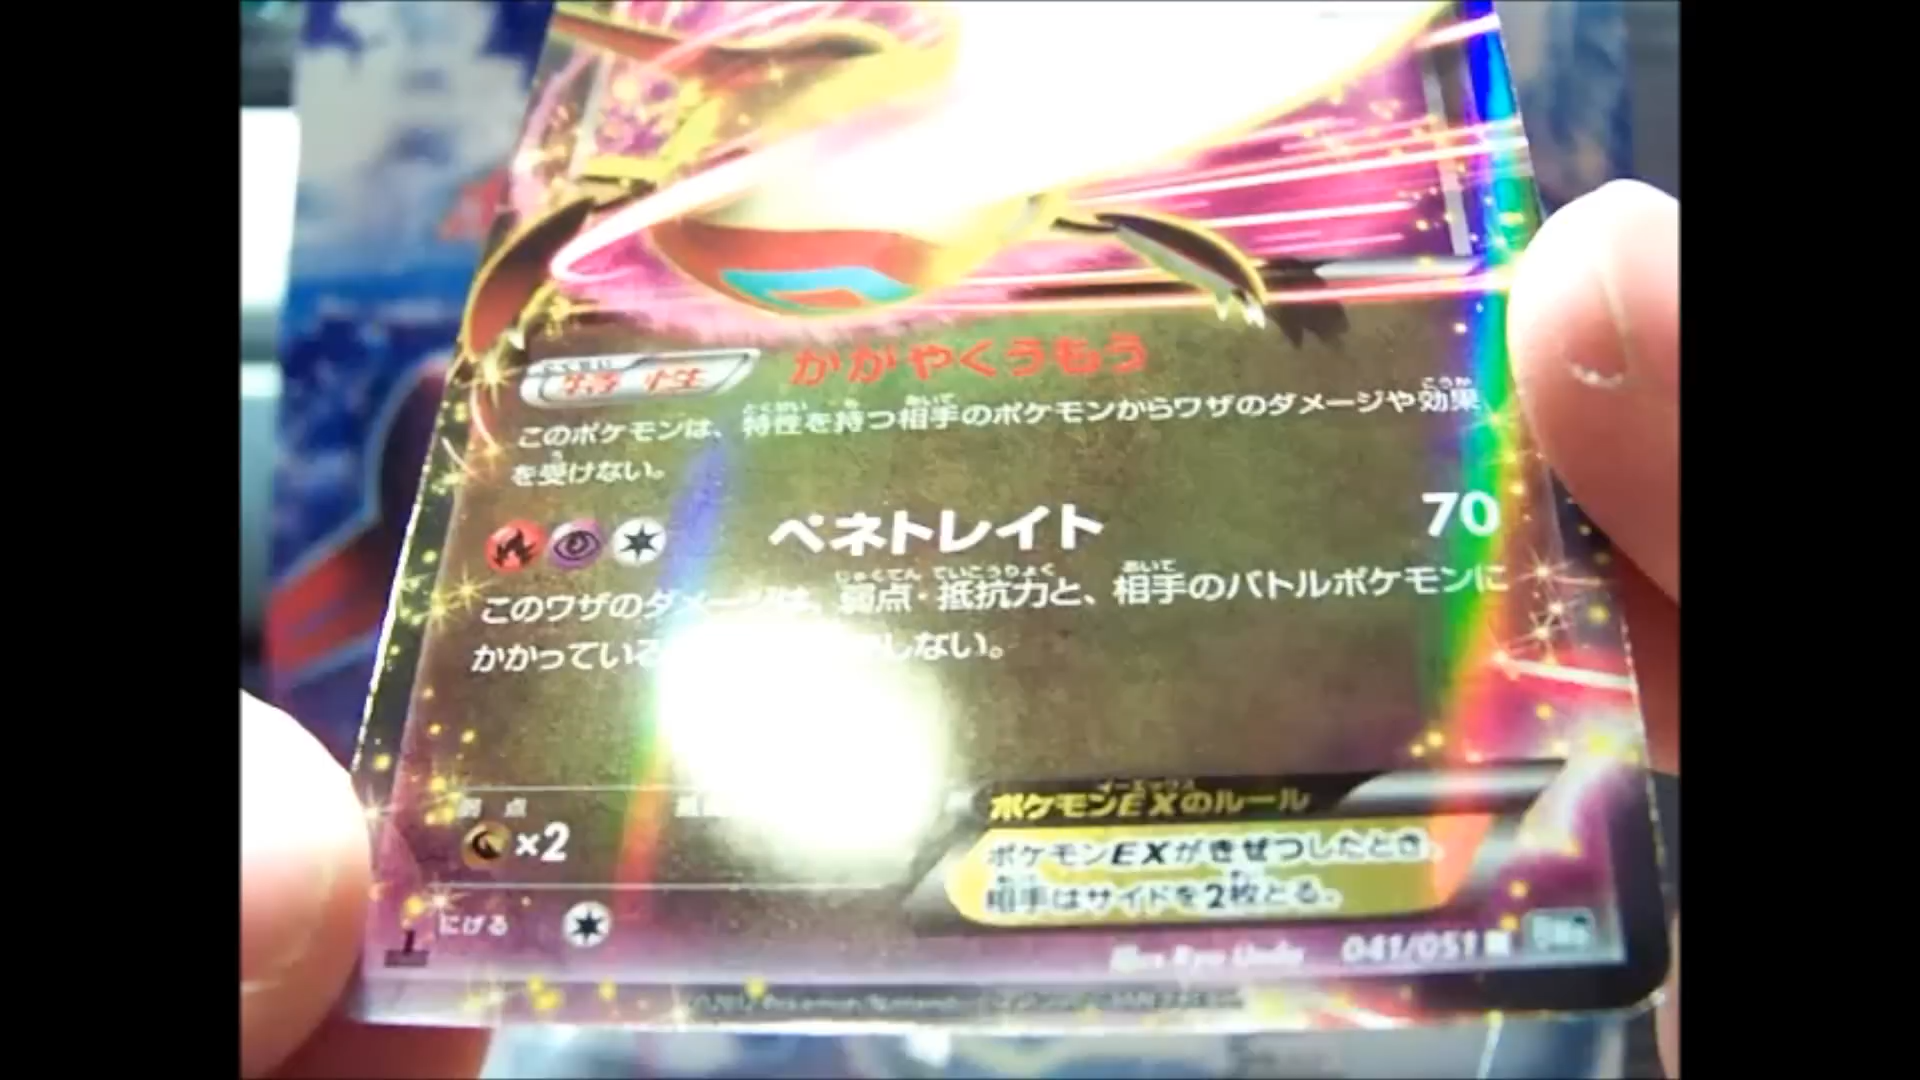 特性 かがやくうもう
このポケモンは、特性を持つ相手のポケモンからワザのダメージや効果
を受けない。
ペネトレイト 70
このワザのダメージは、弱点・抵抗力と、相手のバトルポケモンに
かかっている しない。
弱点 ポケモンEXのルール
×2 ポケモンEXがきぜつしたとき、
相手はサイドを2枚とる。
にげる
Illus. Ryo Ueda 041/051